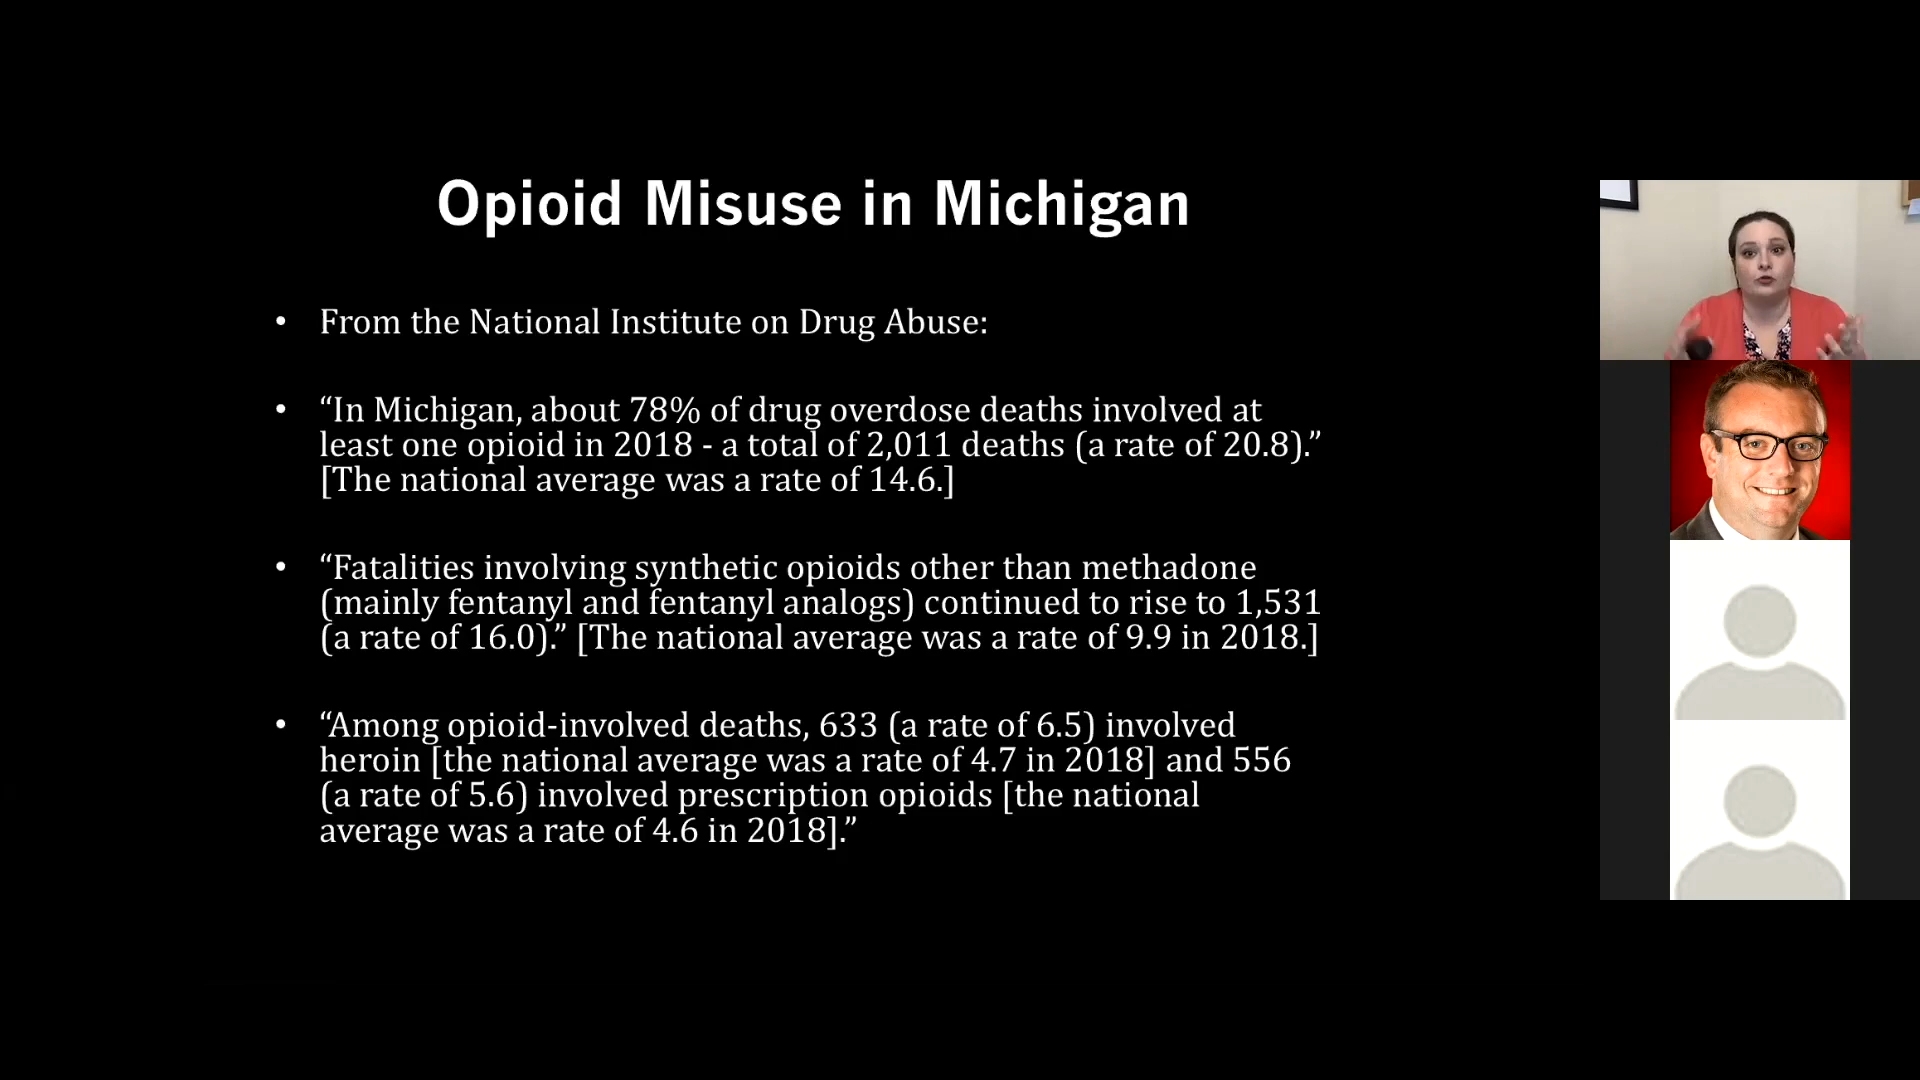 Opioid Misuse in Michigan
• From the National Institute on Drug Abuse:
• “In Michigan, about 78% of drug overdose deaths involved at
least one opioid in 2018 - a total of 2,011 deaths (a rate of 20.8).”
[The national average was a rate of 14.6.]
• “Fatalities involving synthetic opioids other than methadone
(mainly fentanyl and fentanyl analogs) continued to rise to 1,531
(a rate of 16.0).” [The national average was a rate of 9.9 in 2018.]
• “Among opioid-involved deaths, 633 (a rate of 6.5) involved
heroin [the national average was a rate of 4.7 in 2018] and 556
(a rate of 5.6) involved prescription opioids [the national
average was a rate of 4.6 in 2018].”